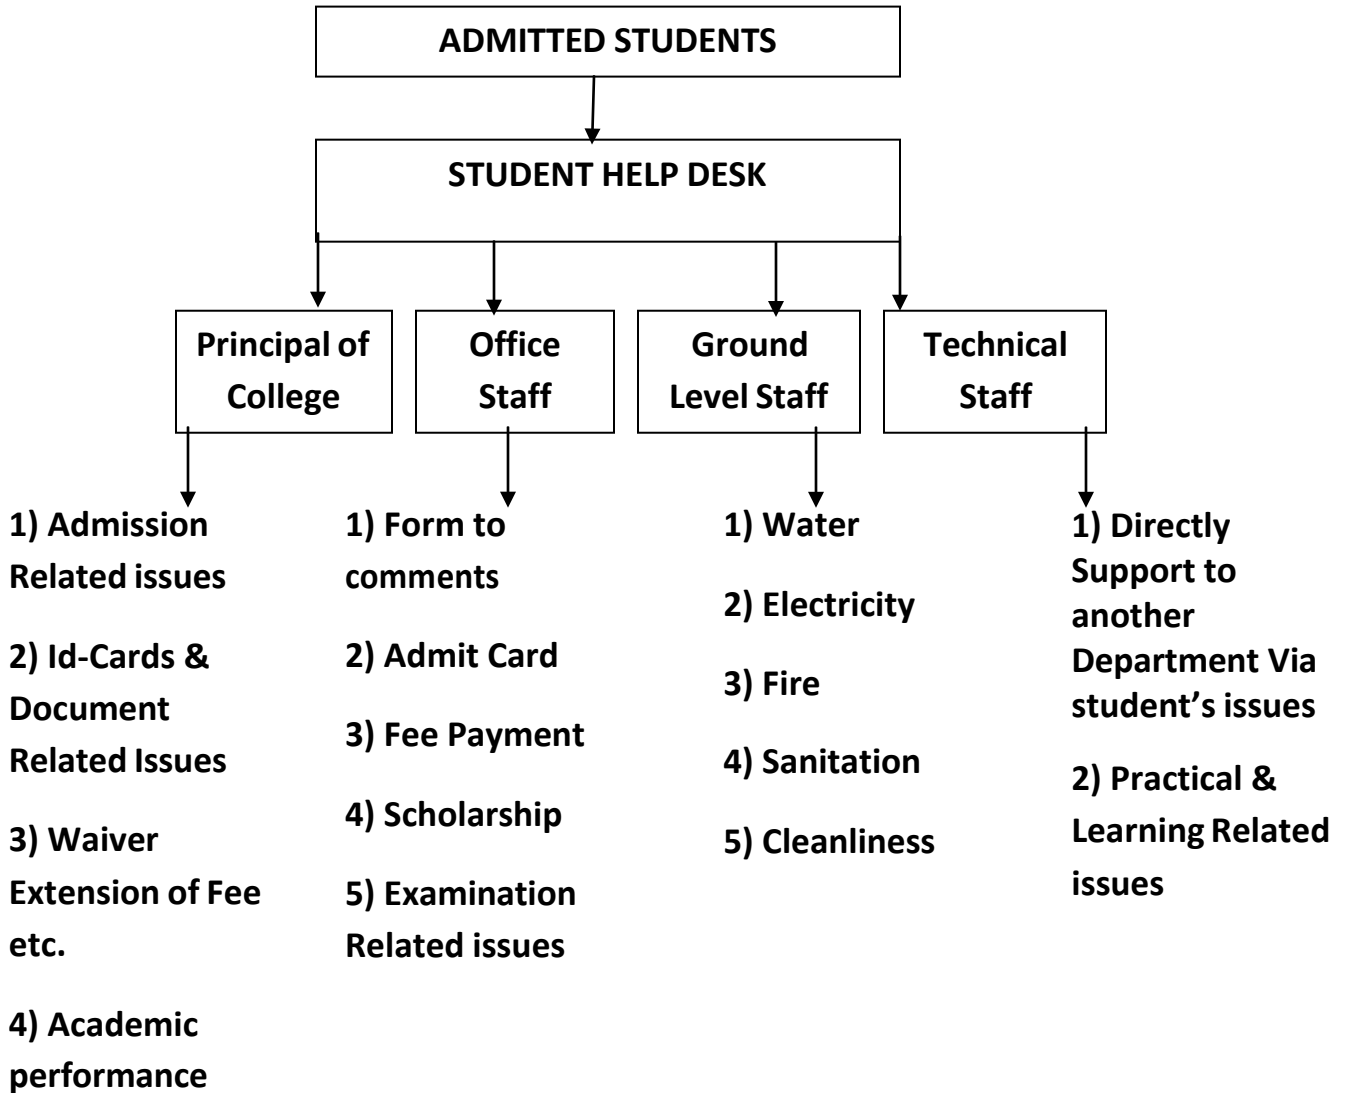 ADMITTED STUDENTS
STUDENT HELP DESK
Principal of
College
Office
Staff
Ground
Level Staff
Technical
Staff
1) Admission
Related issues
2) Id-Cards &
Document
Related Issues
3) Waiver
Extension of Fee
etc.
4) Academic
performance
1) Form to
comments
2) Admit Card
3) Fee Payment
4) Scholarship
5) Examination
Related issues
1) Water
2) Electricity
3) Fire
4) Sanitation
5) Cleanliness
1) Directly
Support to
another
Department Via
student’s issues
2) Practical &
Learning Related
issues